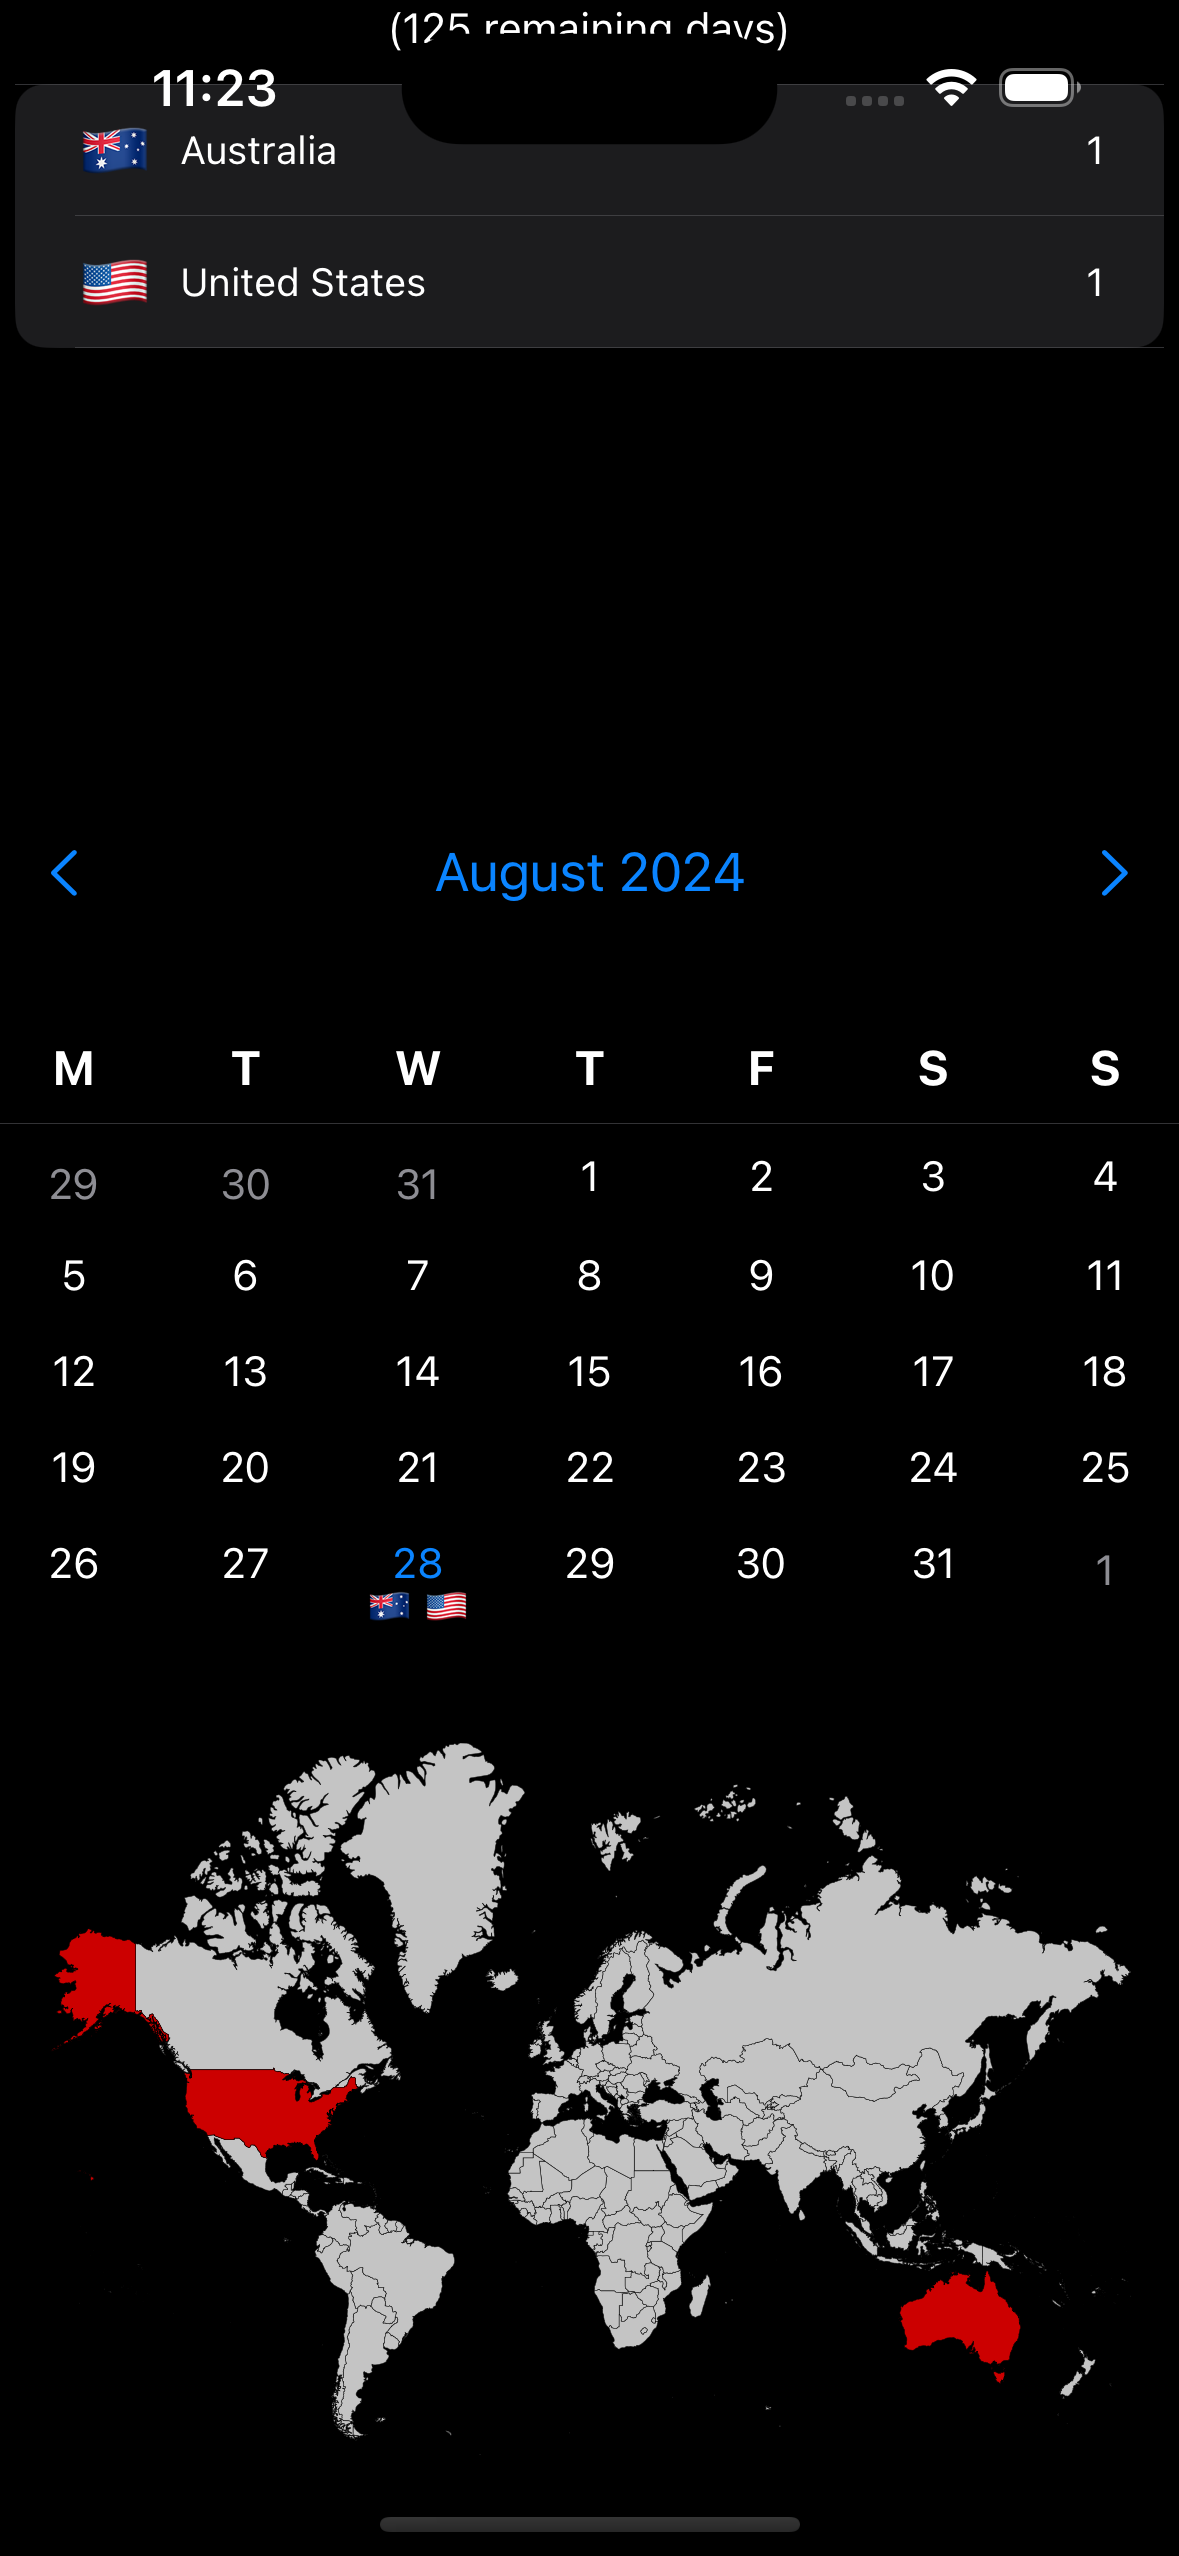 (125 remaining days)
11:23
Australia 1
United States 1
August 2024
M T W T F S S
29 30 31 1 2 3 4
5 6 7 8 9 10 11
12 13 14 15 16 17 18
19 20 21 22 23 24 25
26 27 28 29 30 31 1